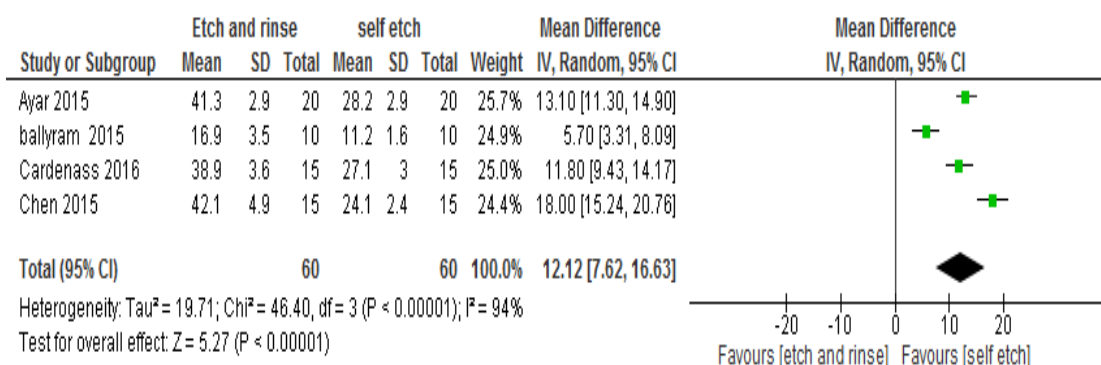 Etch and rinse self etch Mean Difference Mean Difference
Study or Subgroup Mean SD Total Mean SD Total Weight IV, Random, 95% CI IV, Random, 95% CI
Ayar 2015 41.3 2.9 20 28.2 2.9 20 25.7% 13.10 [11.30, 14.90]
ballyram 2015 16.9 3.5 10 11.2 1.6 10 24.9% 5.70 [3.31, 8.09]
Cardenass 2016 38.9 3.6 15 27.1 3 15 25.0% 11.80 [9.43, 14.17]
Chen 2015 42.1 4.9 15 24.1 2.4 15 24.4% 18.00 [15.24, 20.76]
Total (95% CI) 60 60 100.0% 12.12 [7.62, 16.63]
Heterogeneity: Tau² = 19.71; Chi² = 46.40, df = 3 (P < 0.00001); I² = 94%
Test for overall effect: Z = 5.27 (P < 0.00001)
-20 -10 0 10 20
Favours [etch and rinse] Favours [self etch]